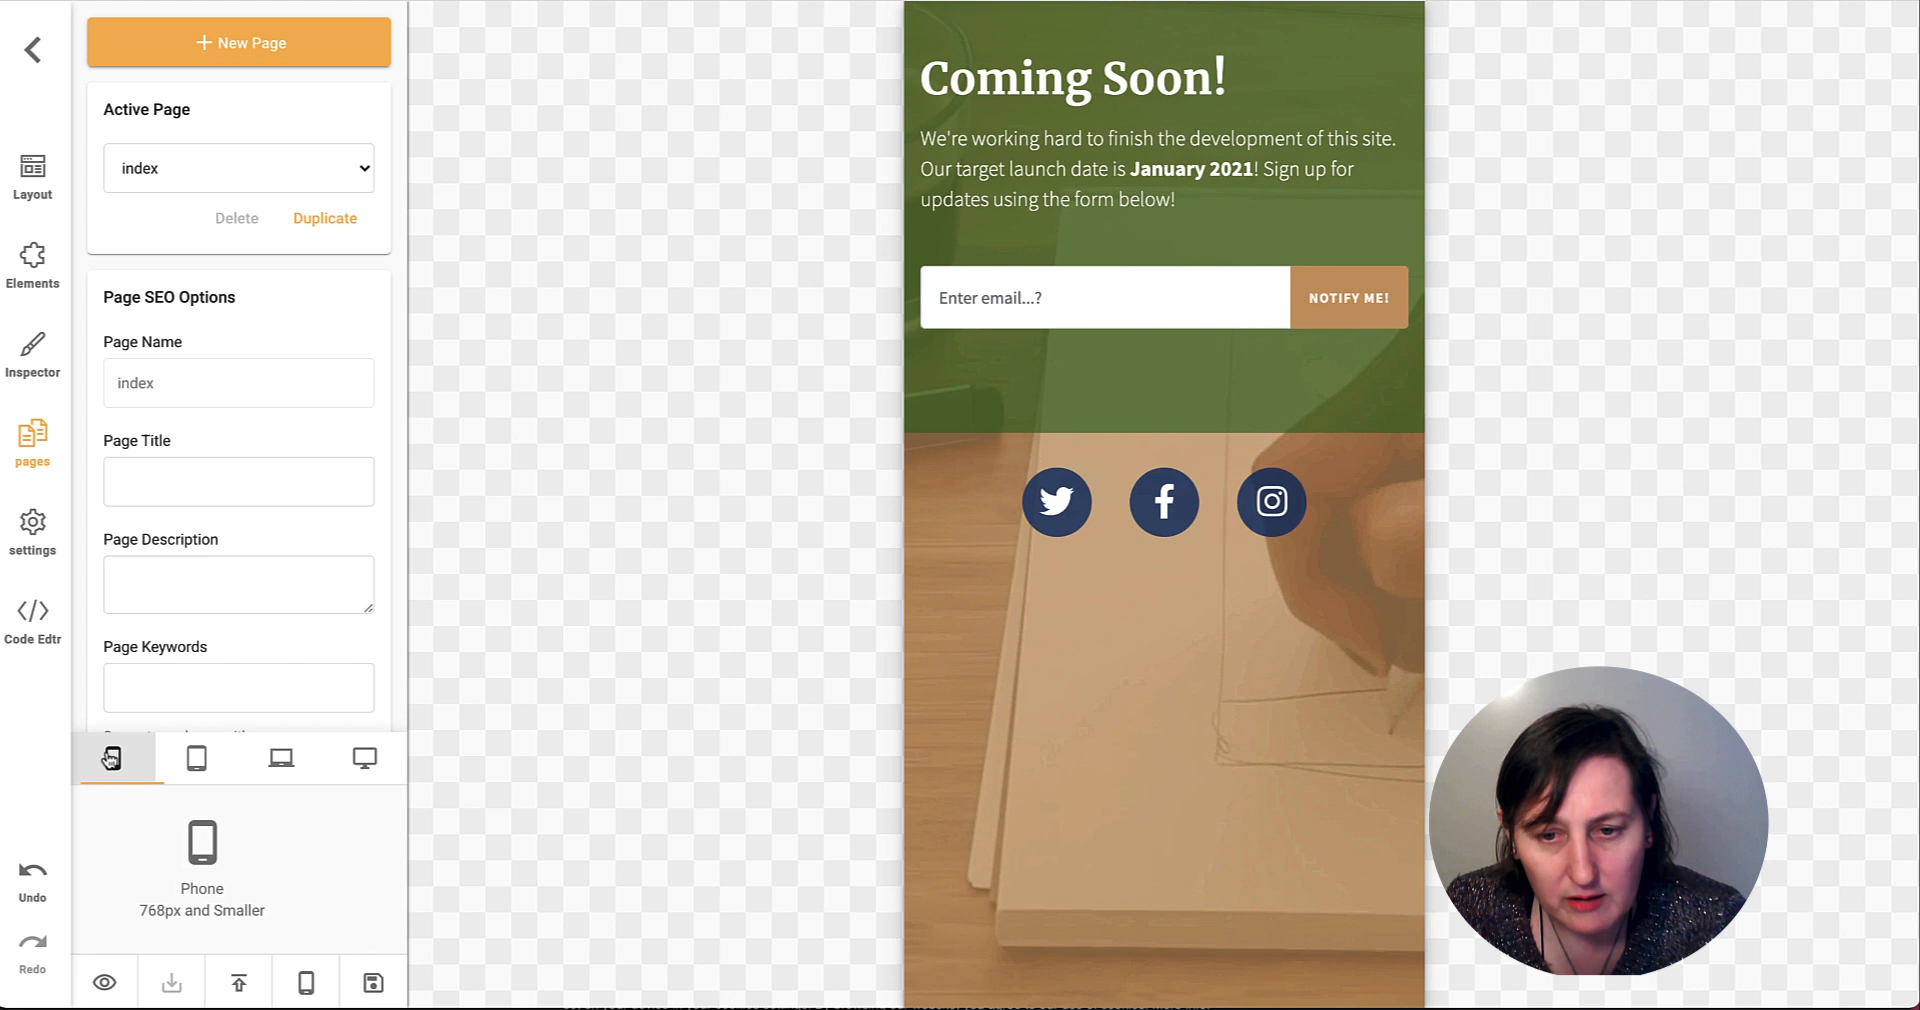 New Page
Active Page
index
Delete Duplicate
Page SEO Options
Page Name
index
Page Title
Page Description
Page Keywords
Layout
Elements
Inspector
pages
settings
Code Edtr
Undo
Redo
Phone
768px and Smaller
Coming Soon!
We're working hard to finish the development of this site.
Our target launch date is January 2021! Sign up for
updates using the form below!
Enter email...? NOTIFY ME!